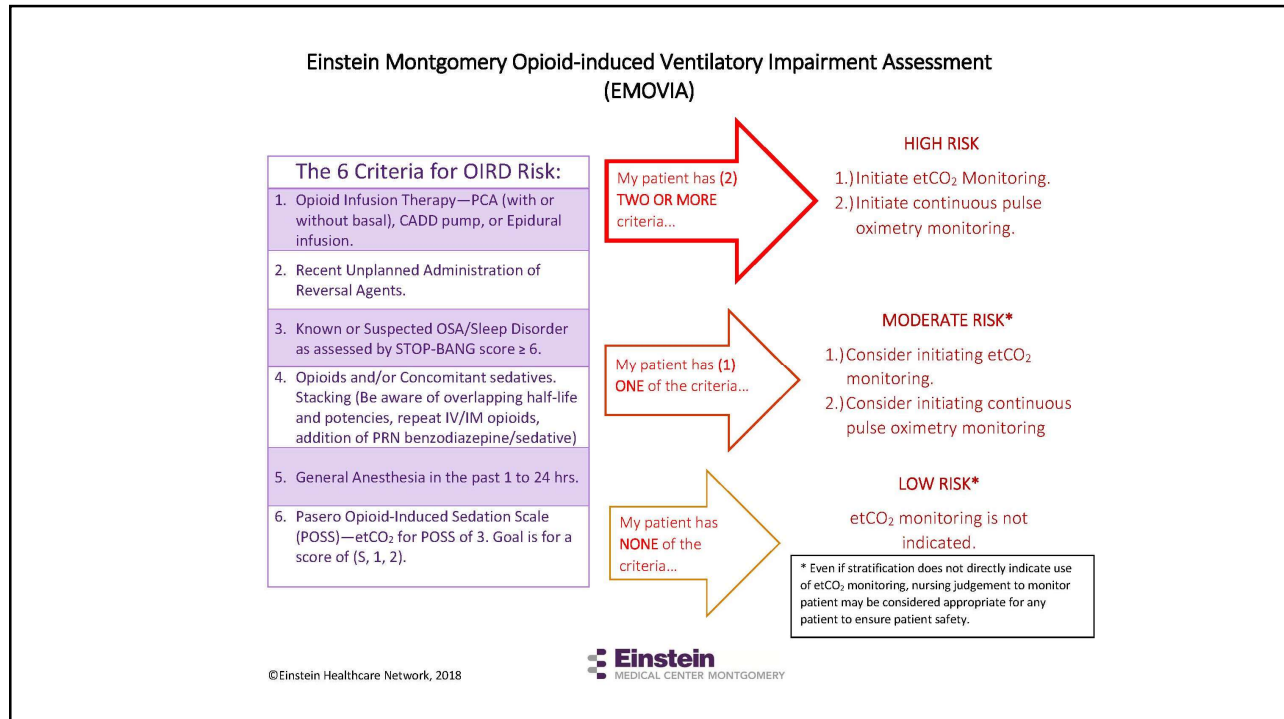 Einstein Montgomery Opioid-induced Ventilatory Impairment Assessment
(EMOVIA)
The 6 Criteria for OIRD Risk:
1. Opioid Infusion Therapy—PCA (with or
without basal), CADD pump, or Epidural
infusion.
2. Recent Unplanned Administration of
Reversal Agents.
3. Known or Suspected OSA/Sleep Disorder
as assessed by STOP-BANG score ≥ 6.
4. Opioids and/or Concomitant sedatives.
Stacking (Be aware of overlapping half-life
and potencies, repeat IV/IM opioids,
addition of PRN benzodiazepine/sedative)
5. General Anesthesia in the past 1 to 24 hrs.
6. Pasero Opioid-Induced Sedation Scale
(POSS)—etCO₂ for POSS of 3. Goal is for a
score of (S, 1, 2).
My patient has (2)
TWO OR MORE
criteria...
HIGH RISK
1.) Initiate etCO₂ Monitoring.
2.) Initiate continuous pulse
oximetry monitoring.
My patient has (1)
ONE of the criteria...
MODERATE RISK*
1.) Consider initiating etCO₂
monitoring.
2.) Consider initiating continuous
pulse oximetry monitoring
My patient has
NONE of the
criteria...
LOW RISK*
etCO₂ monitoring is not
indicated.
* Even if stratification does not directly indicate use
of etCO₂ monitoring, nursing judgement to monitor
patient may be considered appropriate for any
patient to ensure patient safety.
©Einstein Healthcare Network, 2018
Einstein
MEDICAL CENTER MONTGOMERY